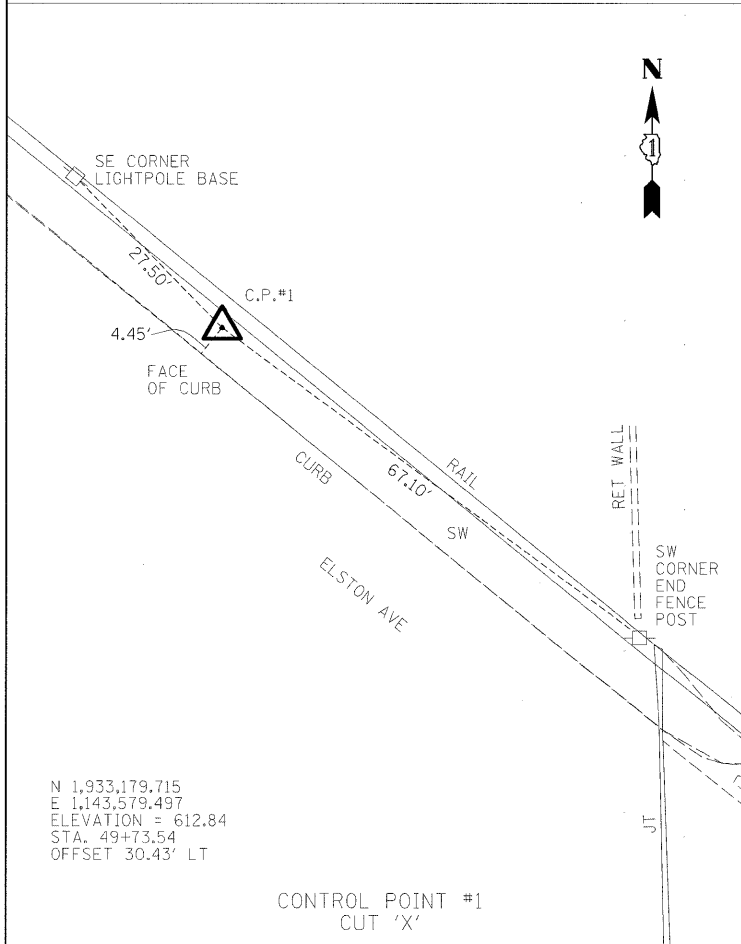 N
1
SE CORNER
LIGHTPOLE BASE
27.50'
C.P.#1
4.45'
FACE
OF CURB
CURB
67.10'
RAIL
SW
RET WALL
ELSTON AVE
SW
CORNER
END
FENCE
POST
JT
N 1,933,179.715
E 1,143,579.497
ELEVATION = 612.84
STA. 49+73.54
OFFSET 30.43' LT
CONTROL POINT #1
CUT 'X'